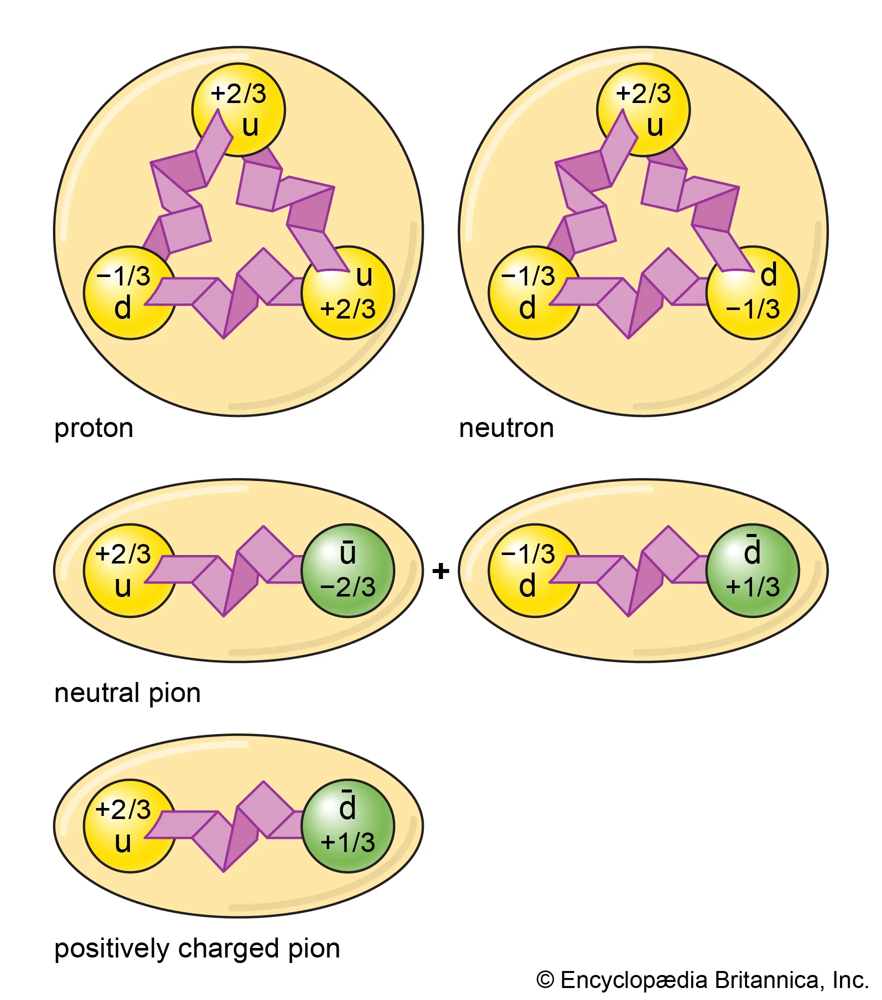 +2/3
u
−1/3
d
u
+2/3
proton
+2/3
u
−1/3
d
d
−1/3
neutron
+2/3
u
ū
−2/3
+
−1/3
d
d̄
+1/3
neutral pion
+2/3
u
d̄
+1/3
positively charged pion
© Encyclopædia Britannica, Inc.